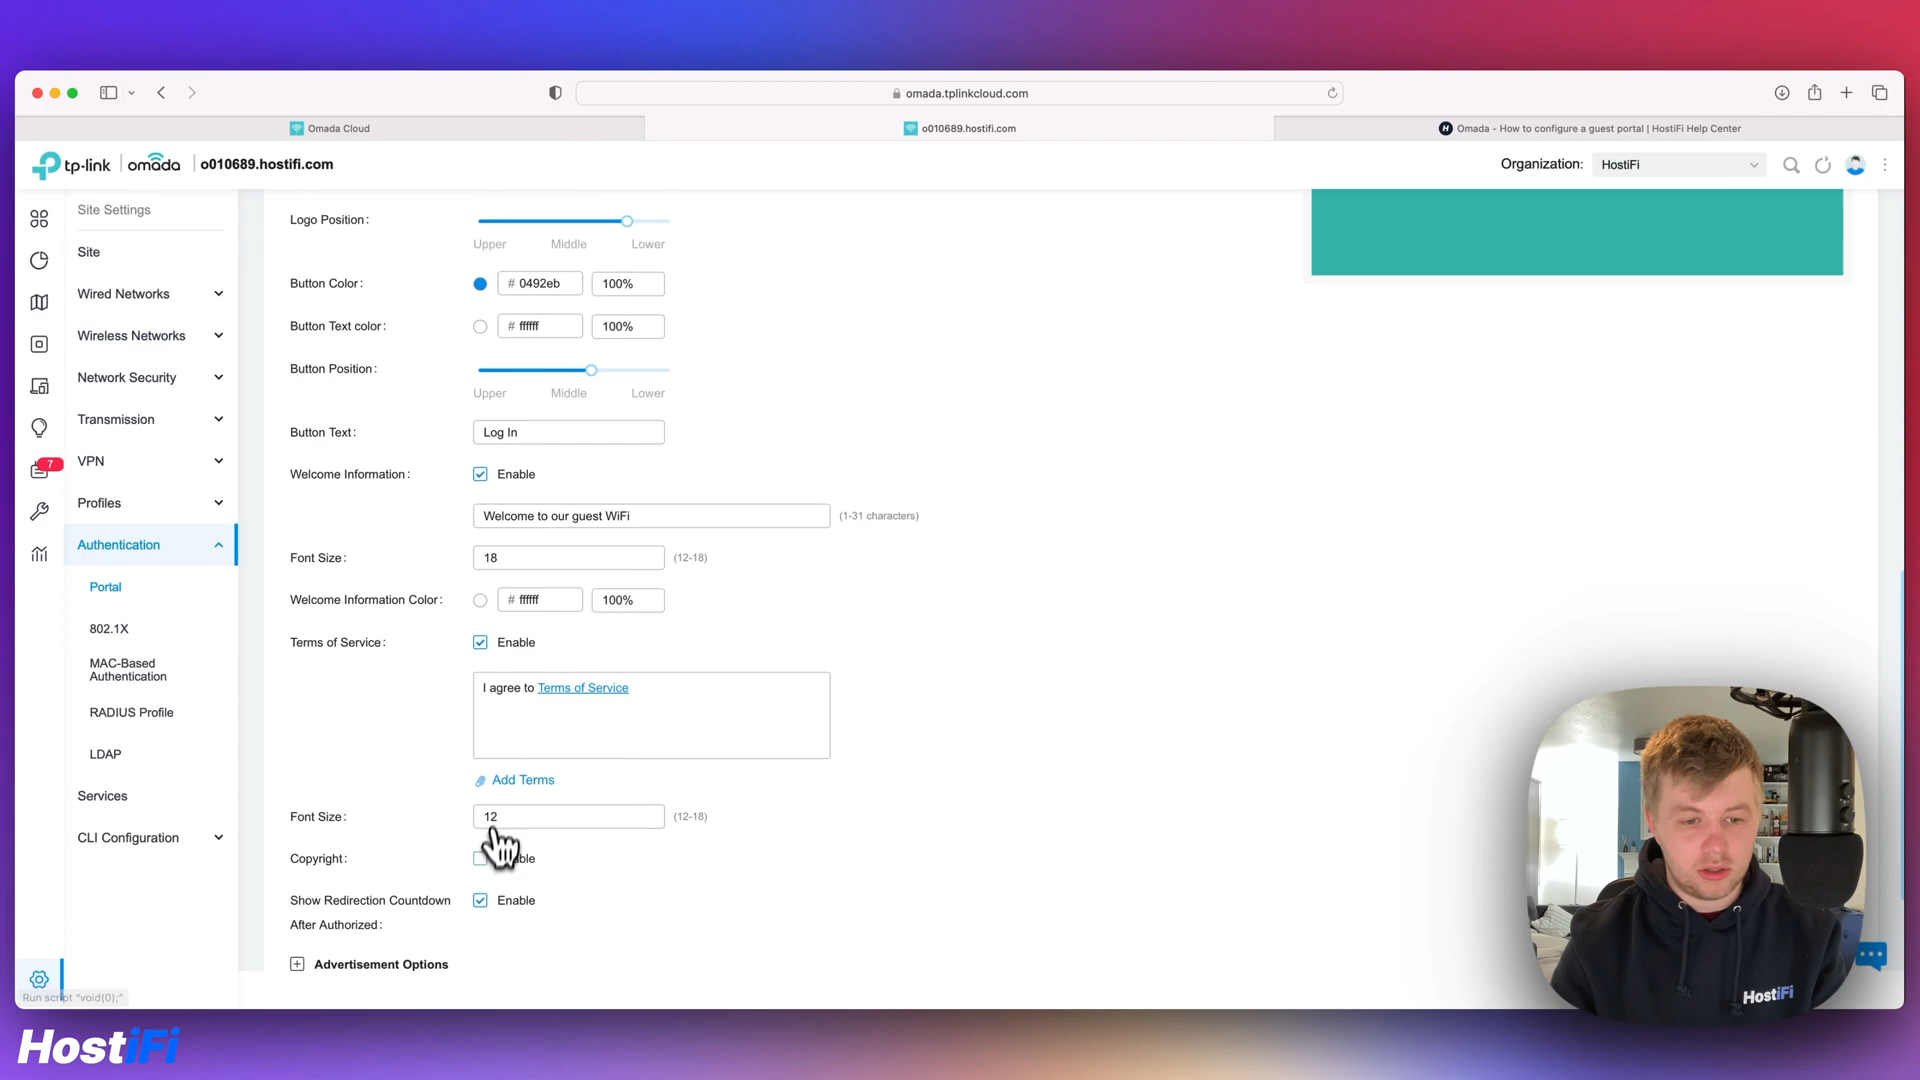 omada.tplinkcloud.com
Omada Cloud
o010689.hostifi.com
H Omada - How to configure a guest portal | HostiFi Help Center
tp-link | omada | o010689.hostifi.com
Organization: HostiFi
Site Settings
Site
Wired Networks
Wireless Networks
Network Security
Transmission
VPN
7
Profiles
Authentication
Portal
802.1X
MAC-Based
Authentication
RADIUS Profile
LDAP
Services
CLI Configuration
Run script "void(0);"
Logo Position:
Upper Middle Lower
Button Color: # 0492eb 100%
Button Text color: # ffffff 100%
Button Position:
Upper Middle Lower
Button Text: Log In
Welcome Information: Enable
Welcome to our guest WiFi (1-31 characters)
Font Size: 18 (12-18)
Welcome Information Color: # ffffff 100%
Terms of Service: Enable
I agree to Terms of Service
Add Terms
Font Size: 12 (12-18)
Copyright:
Show Redirection Countdown Enable
After Authorized:
Advertisement Options
HostiFi
HostiFi